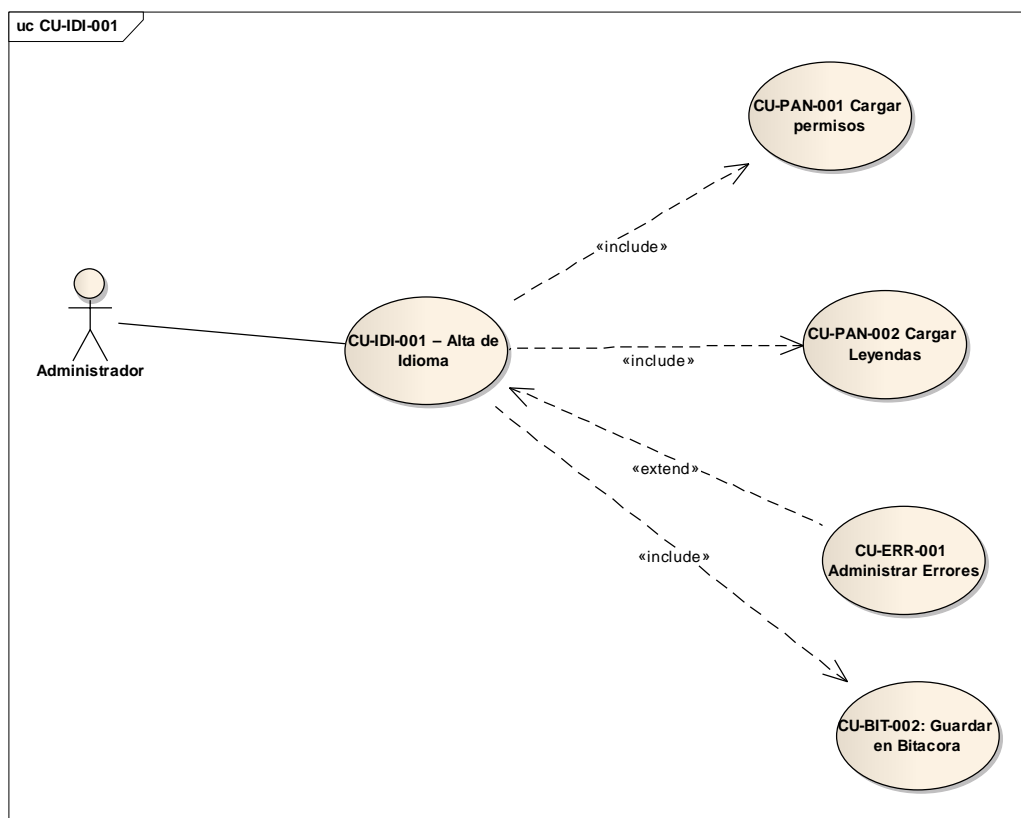 uc CU-IDI-001
CU-PAN-001 Cargar
permisos
«include»
Administrador
CU-IDI-001 – Alta de
Idioma
CU-PAN-002 Cargar
Leyendas
«include»
«extend»
CU-ERR-001
Administrar Errores
«include»
CU-BIT-002: Guardar
en Bitacora